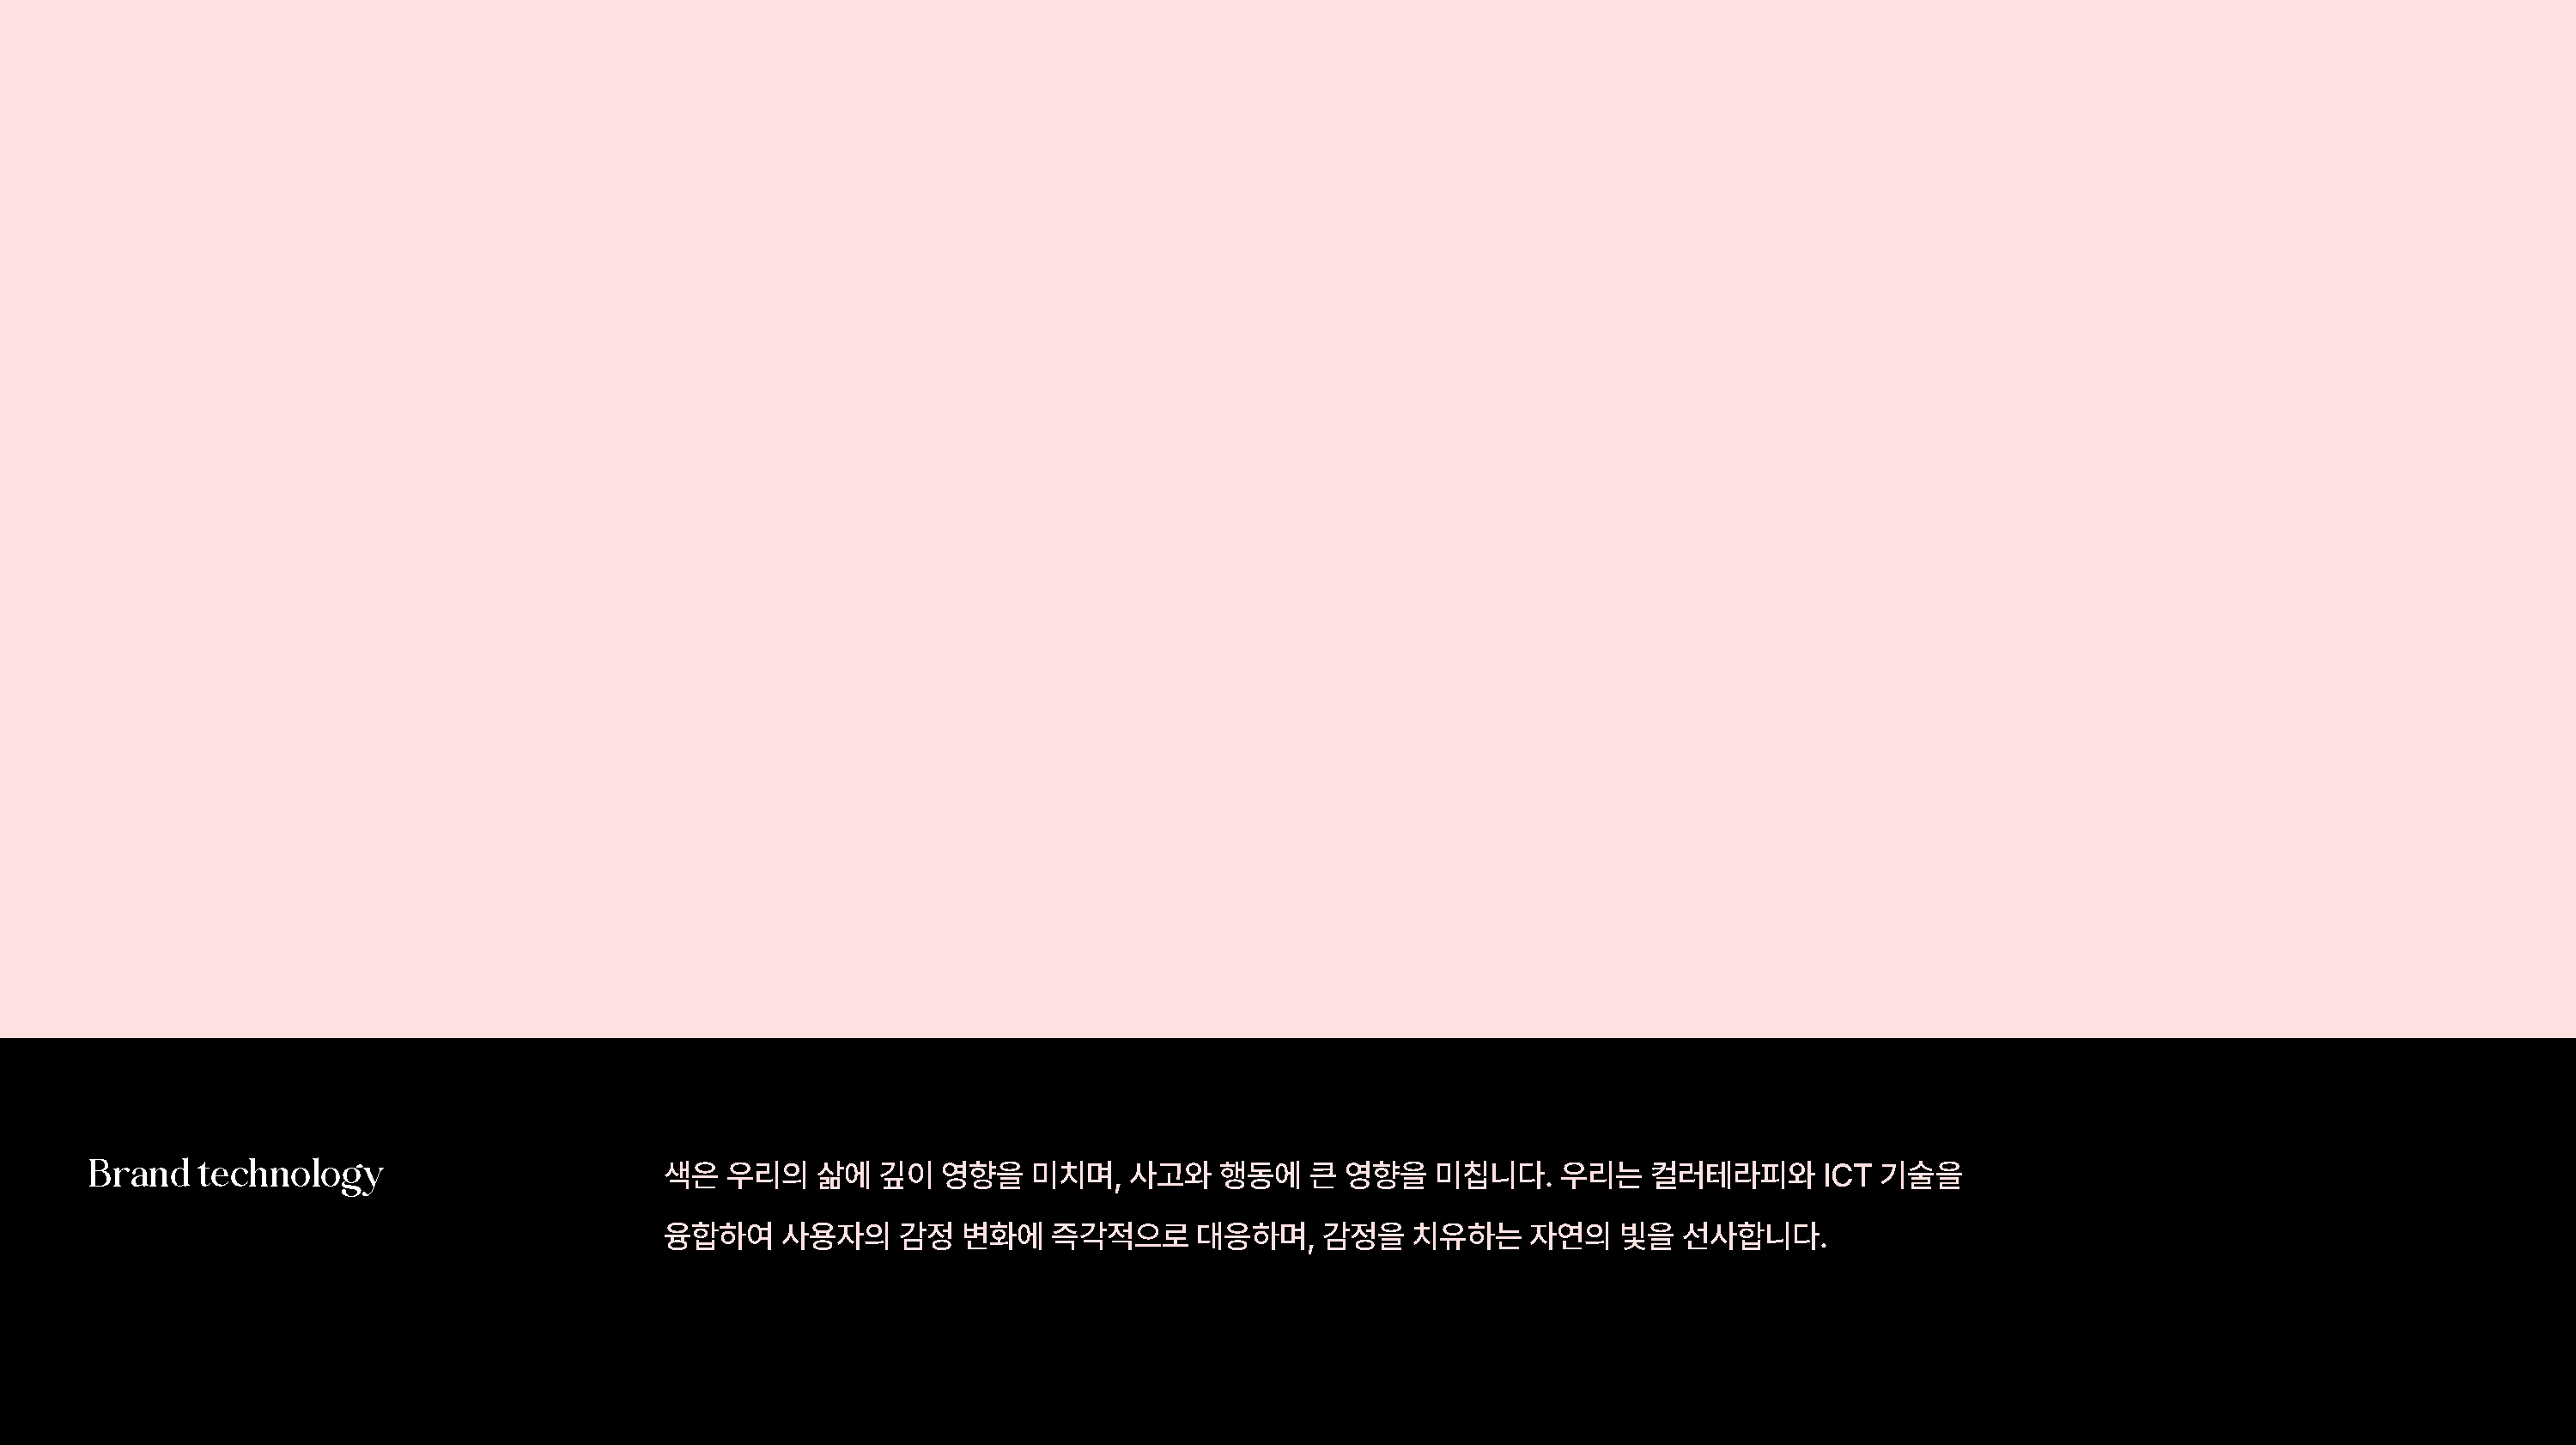 Brand technology
색은 우리의 삶에 깊이 영향을 미치며, 사고와 행동에 큰 영향을 미칩니다. 우리는 컬러테라피와 ICT 기술을
융합하여 사용자의 감정 변화에 즉각적으로 대응하며, 감정을 치유하는 자연의 빛을 선사합니다.